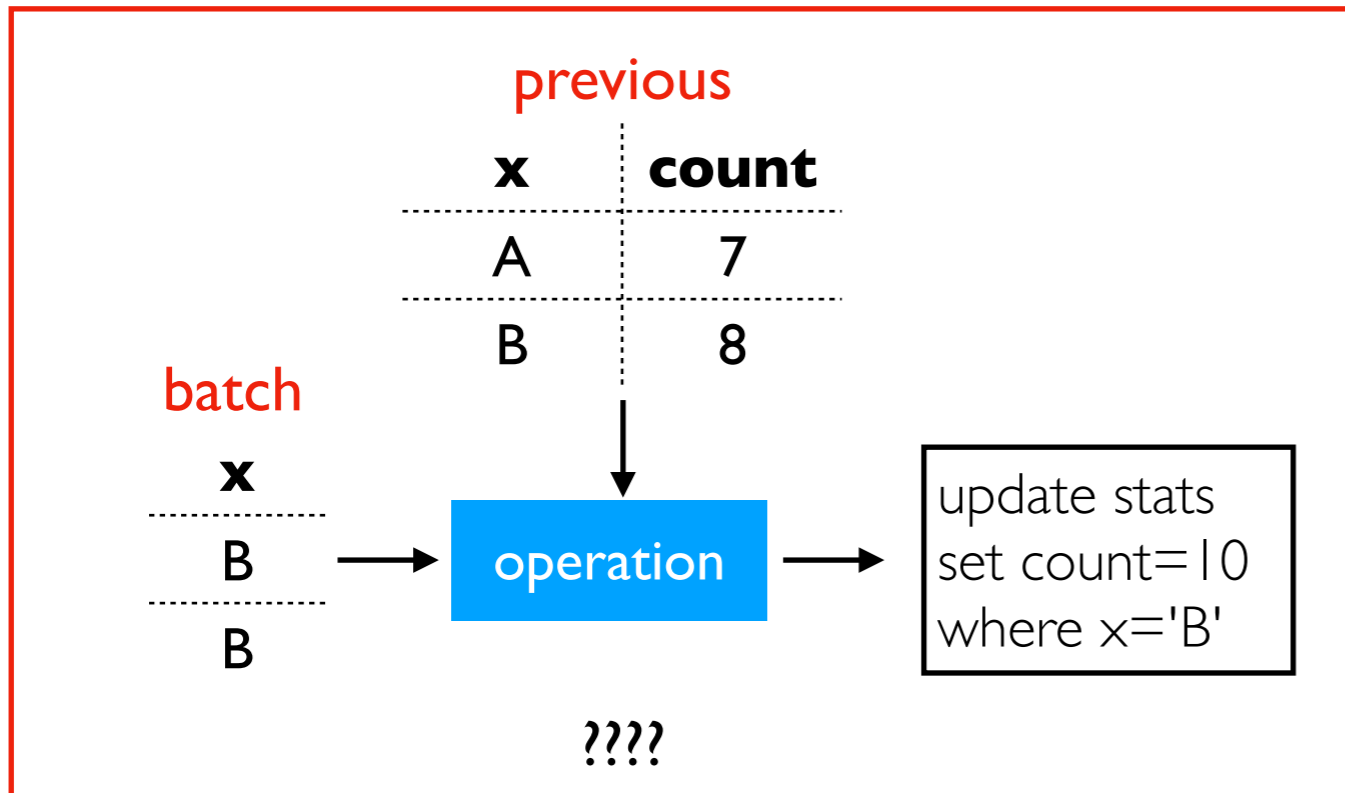 previous
x count
A 7
B 8
batch
x
B
B
operation
update stats
set count=10
where x='B'
????